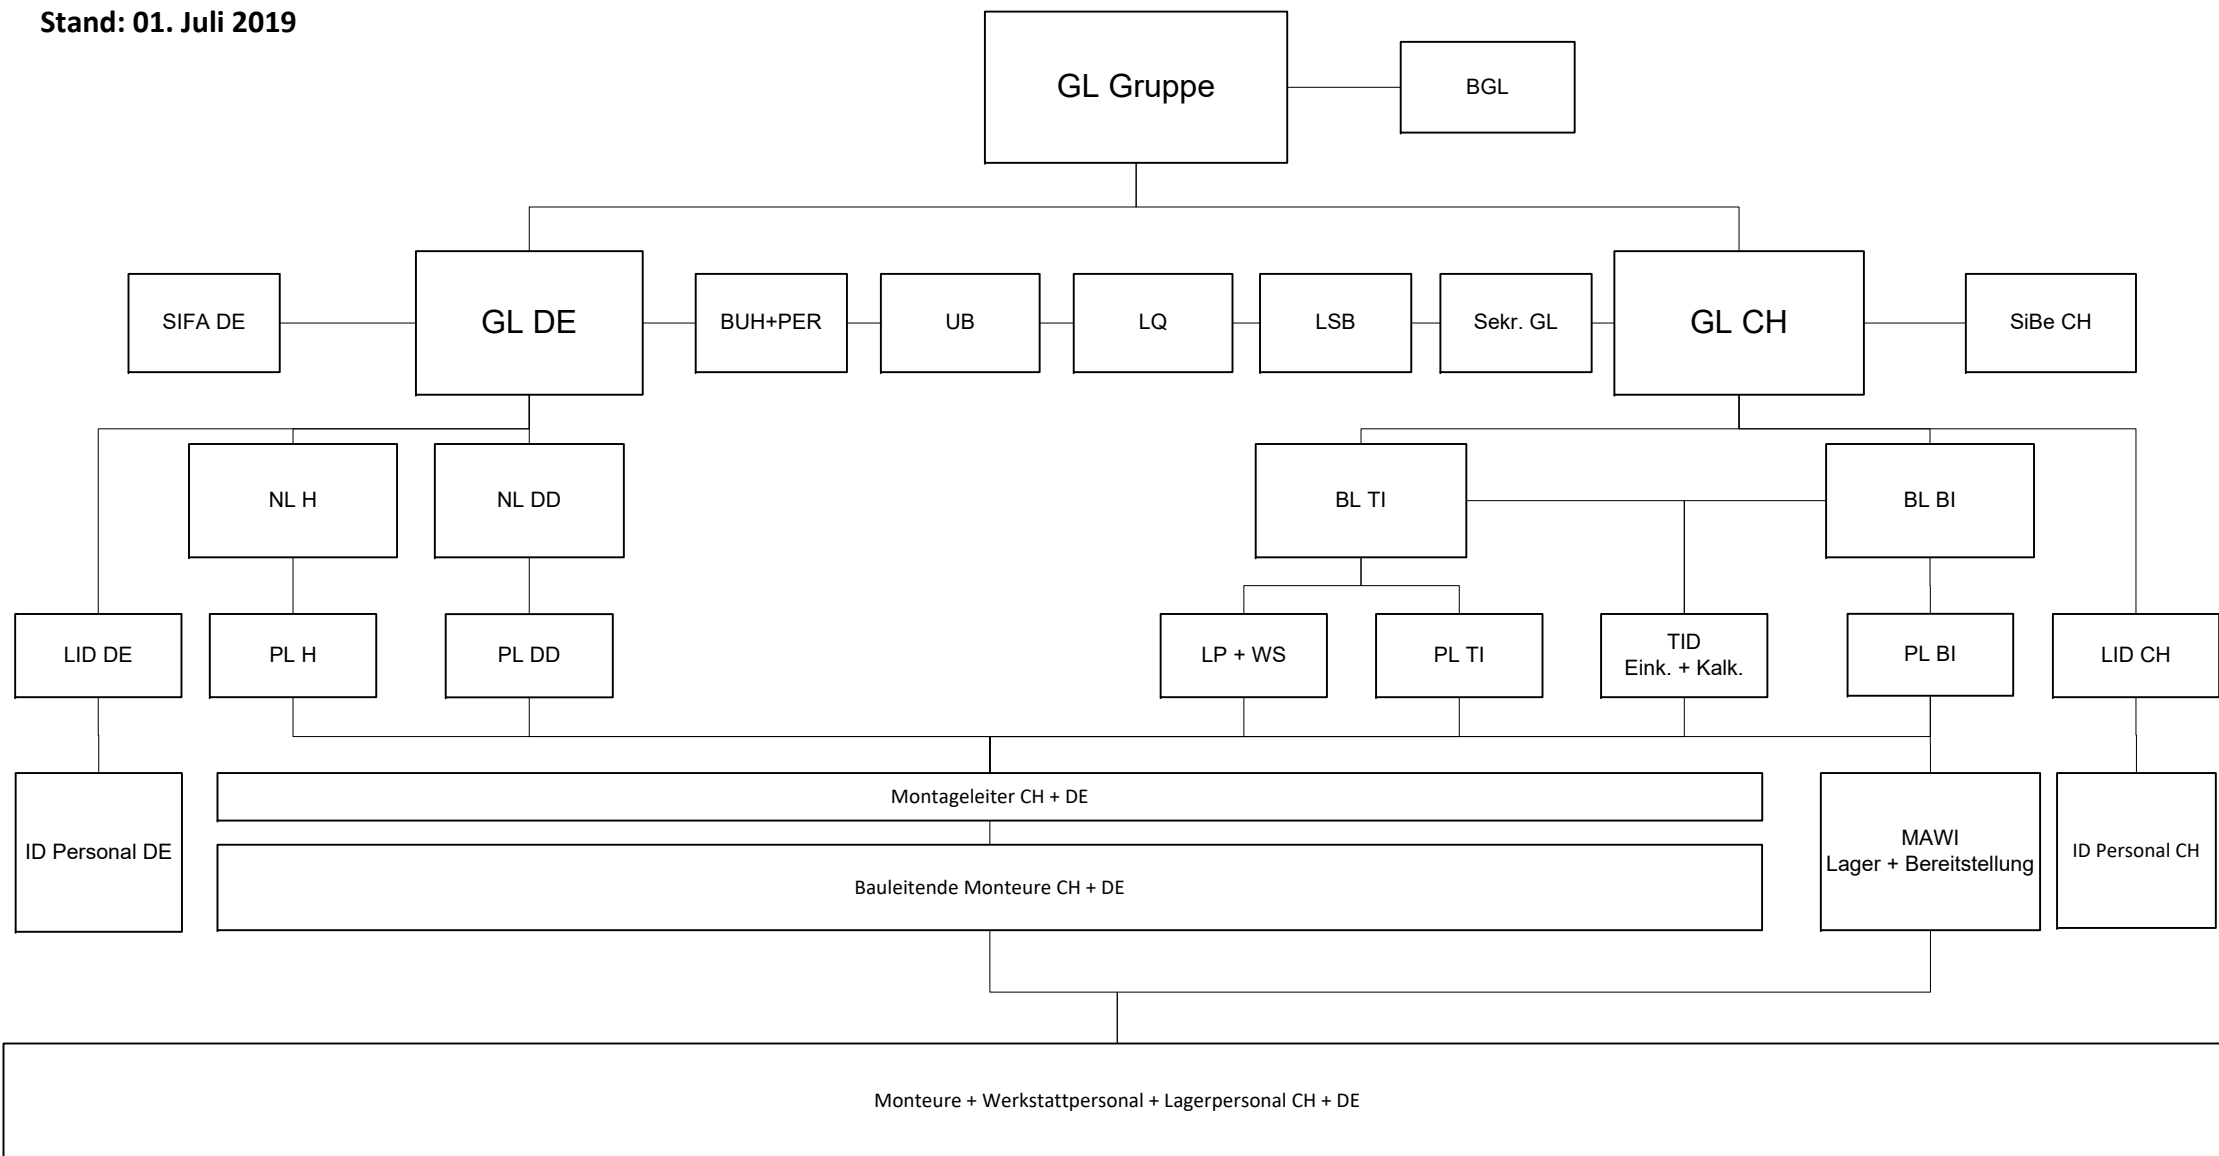 Stand: 01. Juli 2019
GL Gruppe
BGL
SIFA DE
GL DE
BUH+PER
UB
LQ
LSB
Sekr. GL
GL CH
SiBe CH
NL H
NL DD
BL TI
BL BI
LID DE
PL H
PL DD
LP + WS
PL TI
TID
Eink. + Kalk.
PL BI
LID CH
Montageleiter CH + DE
ID Personal DE
Bauleitende Monteure CH + DE
MAWI
Lager + Bereitstellung
ID Personal CH
Monteure + Werkstattpersonal + Lagerpersonal CH + DE